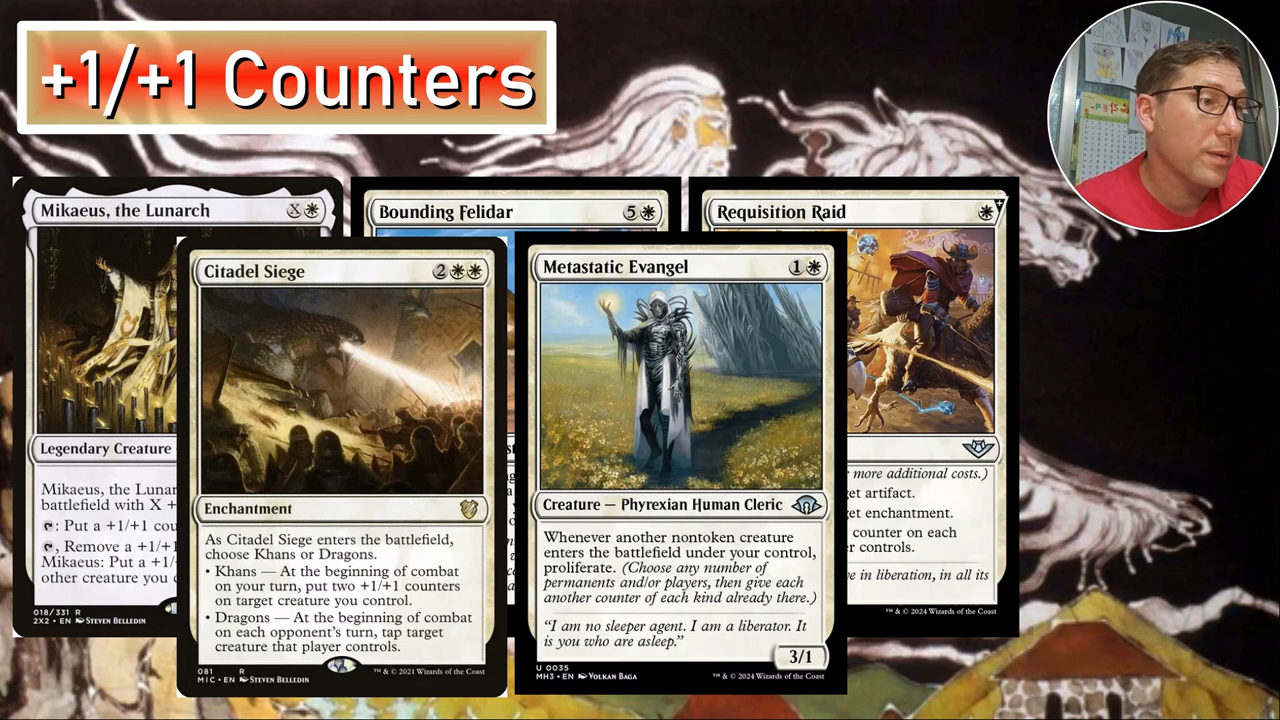 +1/+1 Counters
Mikaeus, the Lunarch X
Legendary Creature
Mikaeus, the Lunar
battlefield with X +
: Put a +1/+1 cou
, Remove a +1/+1
Mikaeus: Put a +1/
other creature you c
018/331 R
2X2 • EN STEVEN BELLEDIN
Bounding Felidar 5
Requisition Raid
more additional costs.)
get artifact.
get enchantment.
counter on each
er controls.
ve in liberation, in all its
™ & © 2024 Wizards of the Coast
Citadel Siege 2
Enchantment
As Citadel Siege enters the battlefield,
choose Khans or Dragons.
• Khans — At the beginning of combat
on your turn, put two +1/+1 counters
on target creature you control.
• Dragons — At the beginning of combat
on each opponent's turn, tap target
creature that player controls.
081 R
MIC • EN STEVEN BELLEDIN
™ & © 2021 Wizards of the Coast
Metastatic Evangel 1
Creature — Phyrexian Human Cleric
Whenever another nontoken creature
enters the battlefield under your control,
proliferate. (Choose any number of
permanents and/or players, then give each
another counter of each kind already there.)
"I am no sleeper agent. I am a liberator. It
is you who are asleep."
3/1
U 0035
MH3 • EN VOLKAN BAGA
™ & © 2024 Wizards of the Coast